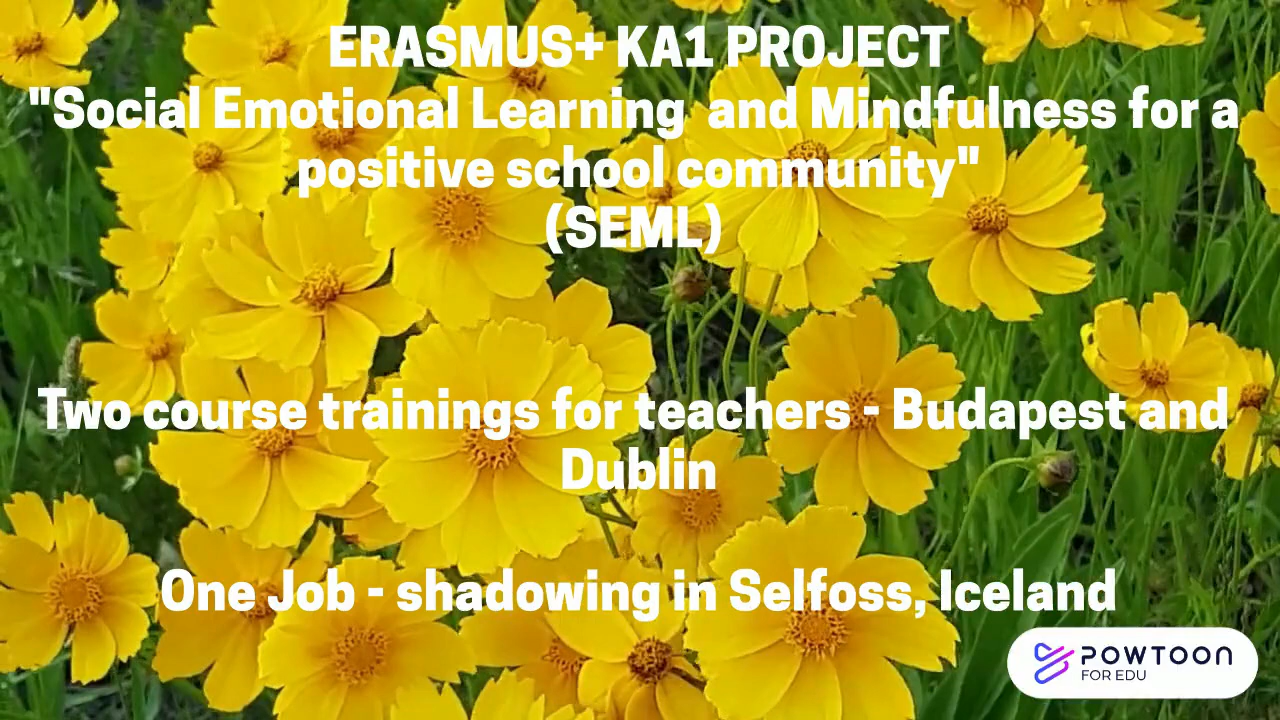 ERASMUS+ KA1 PROJECT
"Social Emotional Learning  and Mindfulness for a
positive school community"
(SEML)
Two course trainings for teachers - Budapest and
Dublin
One Job - shadowing in Selfoss, Iceland
POWTOON
FOR EDU